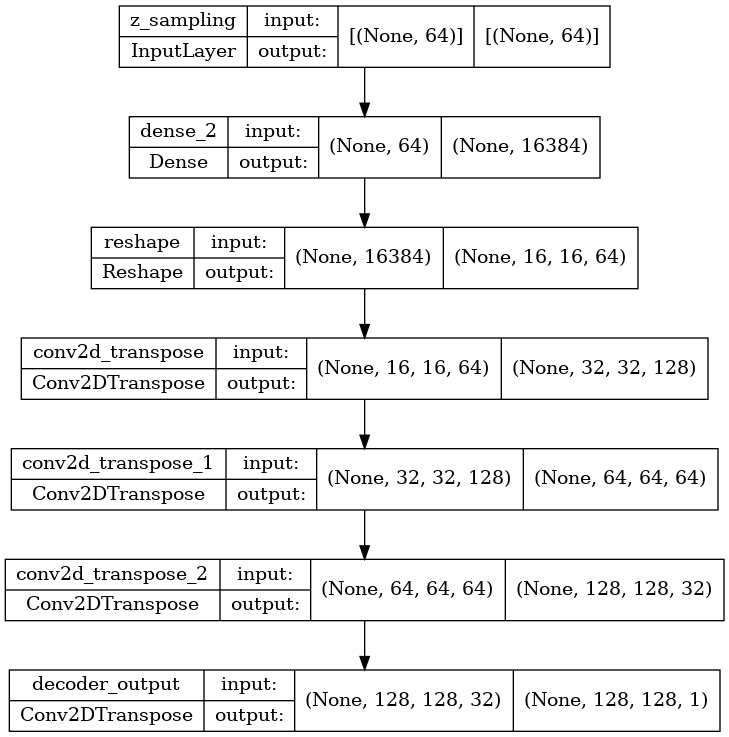 z_sampling input: [(None, 64)] [(None, 64)]
InputLayer output:
dense_2 input: (None, 64) (None, 16384)
Dense output:
reshape input: (None, 16384) (None, 16, 16, 64)
Reshape output:
conv2d_transpose input: (None, 16, 16, 64) (None, 32, 32, 128)
Conv2DTranspose output:
conv2d_transpose_1 input: (None, 32, 32, 128) (None, 64, 64, 64)
Conv2DTranspose output:
conv2d_transpose_2 input: (None, 64, 64, 64) (None, 128, 128, 32)
Conv2DTranspose output:
decoder_output input: (None, 128, 128, 32) (None, 128, 128, 1)
Conv2DTranspose output: